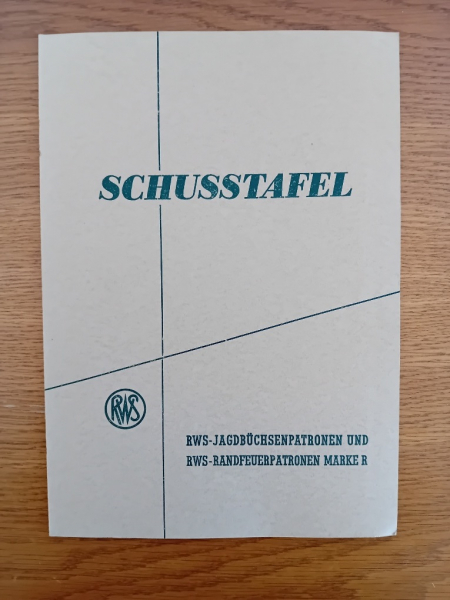 SCHUSSTAFEL
RWS
RWS-JAGDBÜCHSENPATRONEN UND
RWS-RANDFEUERPATRONEN MARKE R